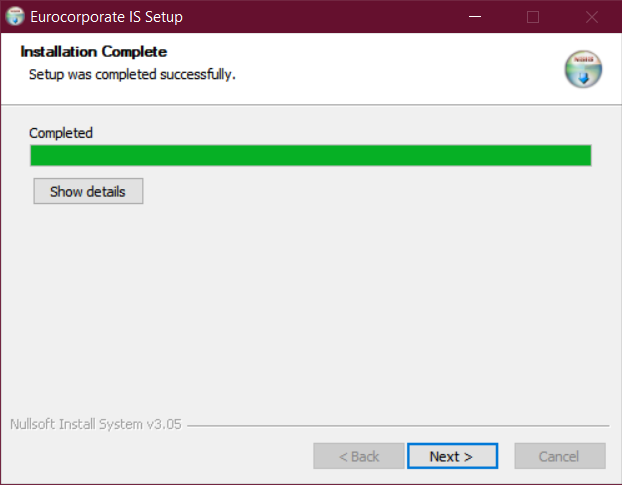 Eurocorporate IS Setup
Installation Complete
Setup was completed successfully.
Completed
Show details
Nullsoft Install System v3.05
< Back
Next >
Cancel